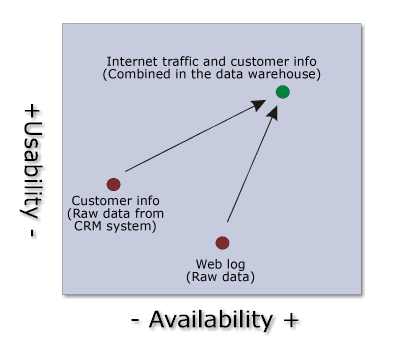 Internet traffic and customer info
(Combined in the data warehouse)
Customer info
(Raw data from
CRM system)
Web log
(Raw data)
- Usability +
- Availability +